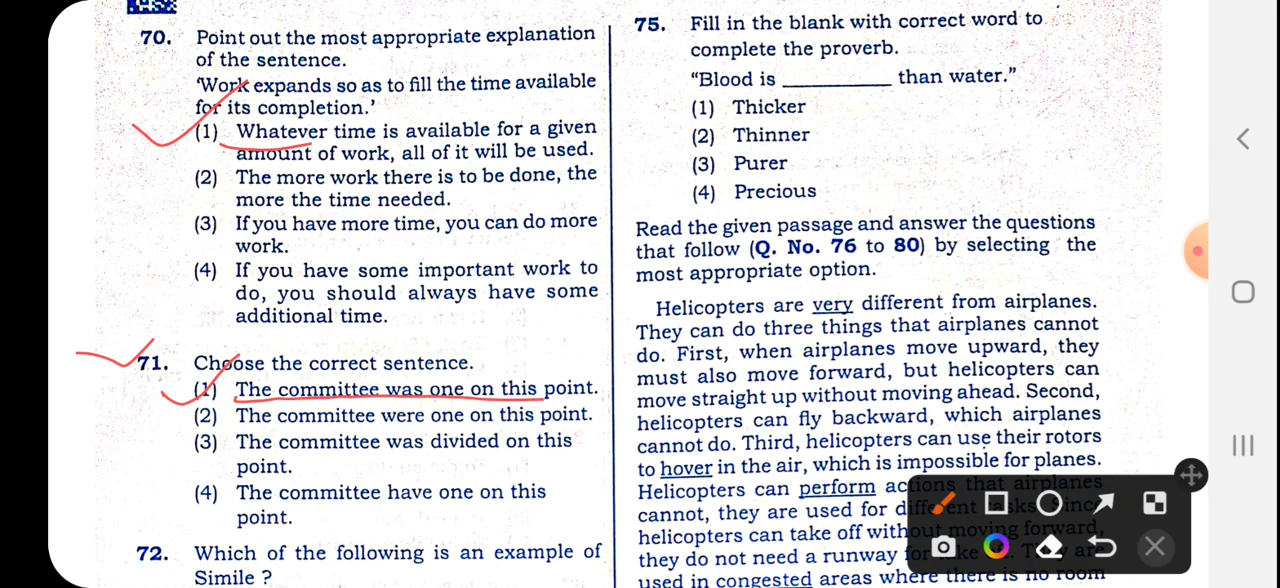 70. Point out the most appropriate explanation
of the sentence.
'Work expands so as to fill the time available
for its completion.'
(1) Whatever time is available for a given
amount of work, all of it will be used.
(2) The more work there is to be done, the
more the time needed.
(3) If you have more time, you can do more
work.
(4) If you have some important work to
do, you should always have some
additional time.
71. Choose the correct sentence.
(1) The committee was one on this point.
(2) The committee were one on this point.
(3) The committee was divided on this
point.
(4) The committee have one on this
point.
72. Which of the following is an example of
Simile ?
75. Fill in the blank with correct word to
complete the proverb.
"Blood is __________ than water."
(1) Thicker
(2) Thinner
(3) Purer
(4) Precious
Read the given passage and answer the questions
that follow (Q. No. 76 to 80) by selecting the
most appropriate option.
Helicopters are very different from airplanes.
They can do three things that airplanes cannot
do. First, when airplanes move upward, they
must also move forward, but helicopters can
move straight up without moving ahead. Second,
helicopters can fly backward, which airplanes
cannot do. Third, helicopters can use their rotors
to hover in the air, which is impossible for planes.
Helicopters can perform actions that airplanes
cannot, they are used for different tasks. Since
helicopters can take off without moving forward,
they do not need a runway for take
used in congested areas where there is no room